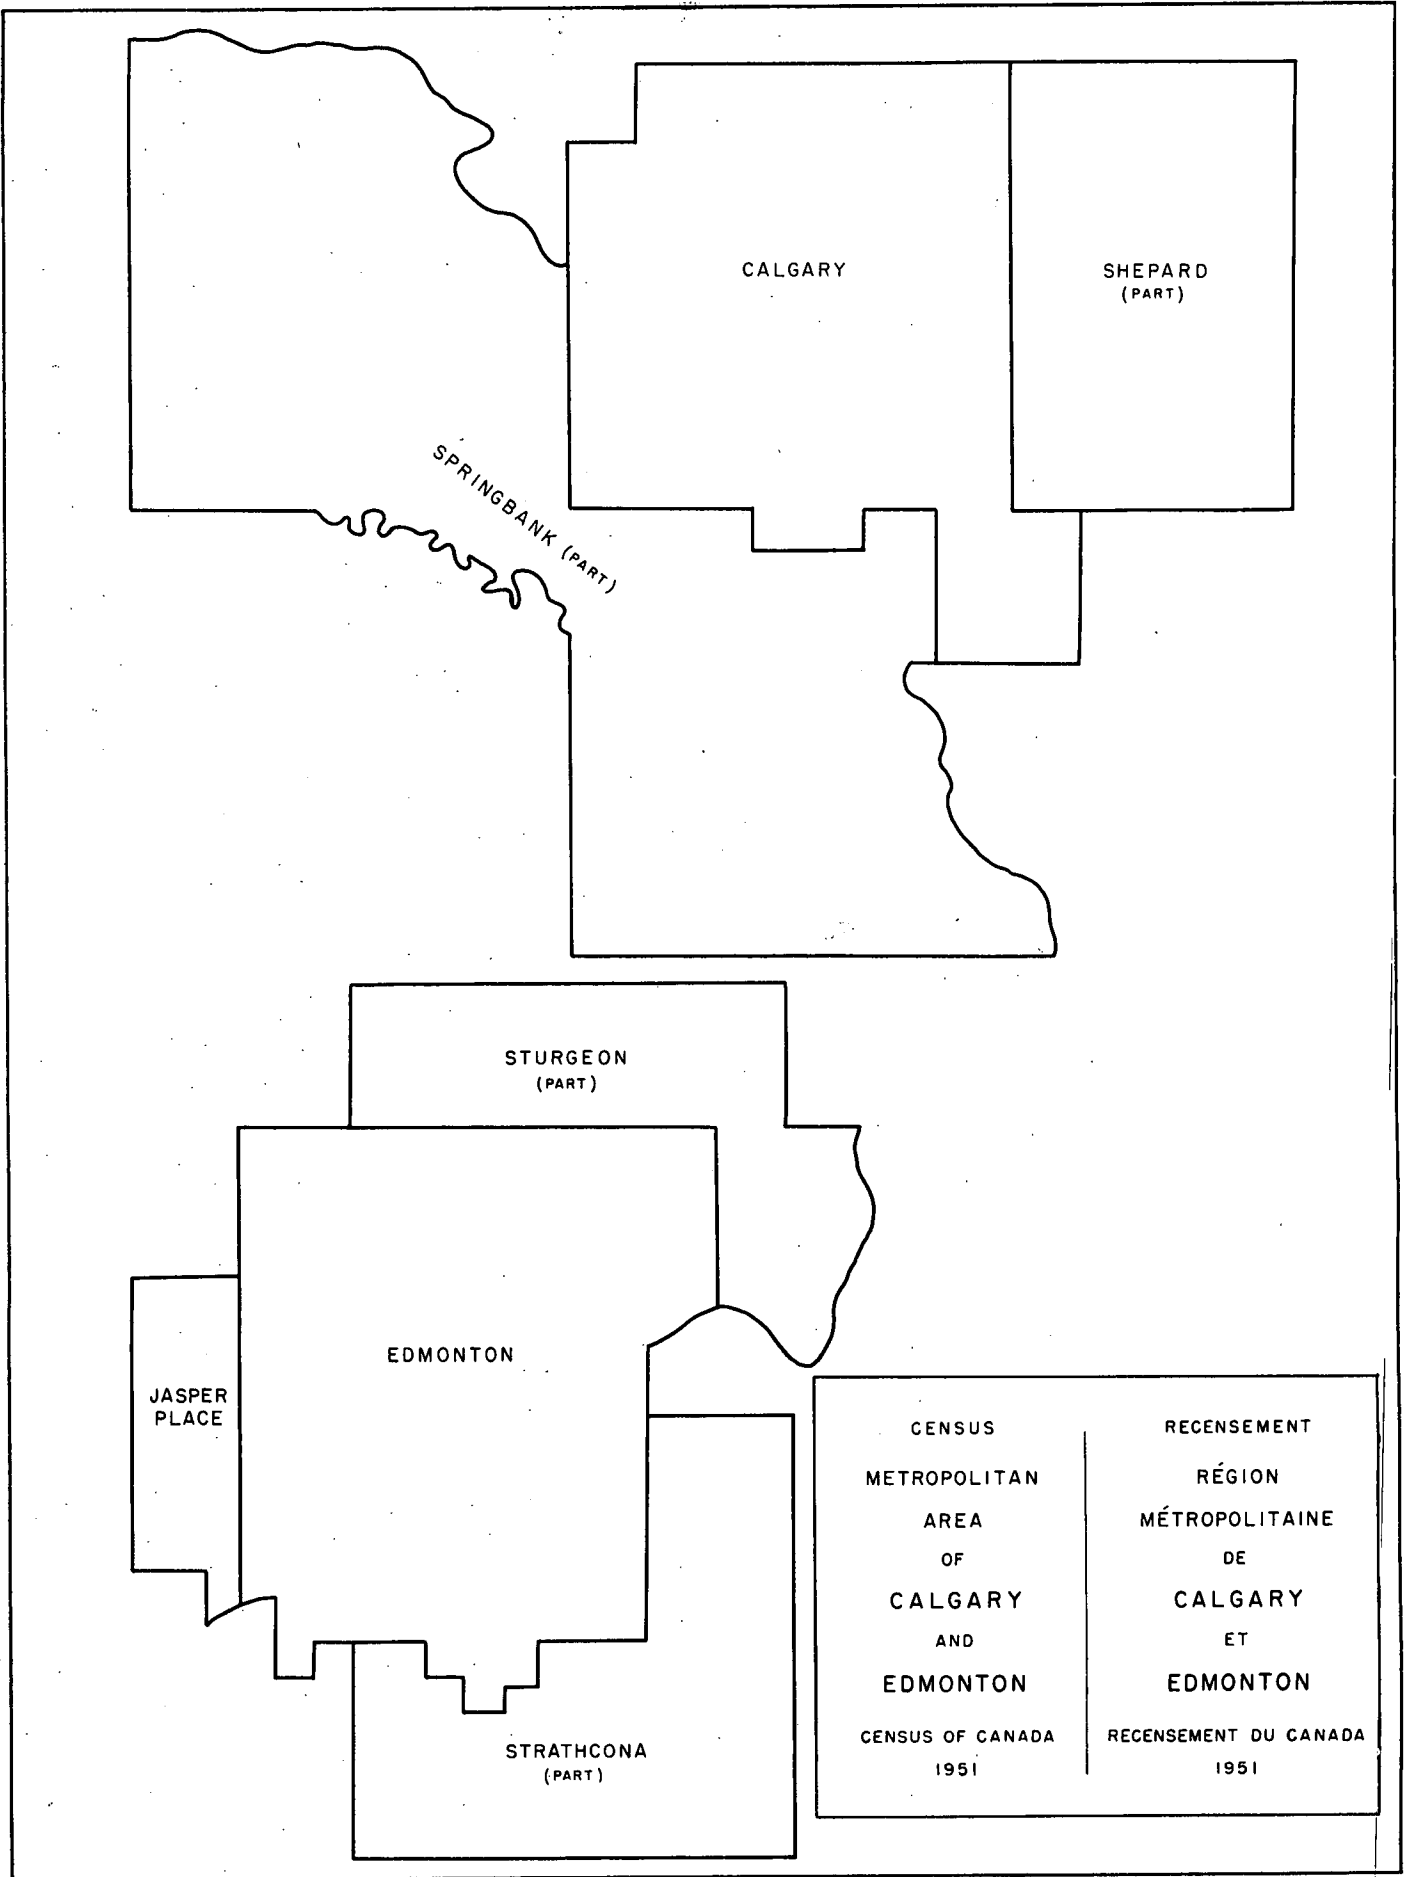 CALGARY
SHEPARD
(PART)
SPRINGBANK (PART)
STURGEON
(PART)
EDMONTON
JASPER
PLACE
STRATHCONA
(PART)
CENSUS
METROPOLITAN
AREA
OF
CALGARY
AND
EDMONTON
CENSUS OF CANADA
1951
RECENSEMENT
RÉGION
MÉTROPOLITAINE
DE
CALGARY
ET
EDMONTON
RECENSEMENT DU CANADA
1951